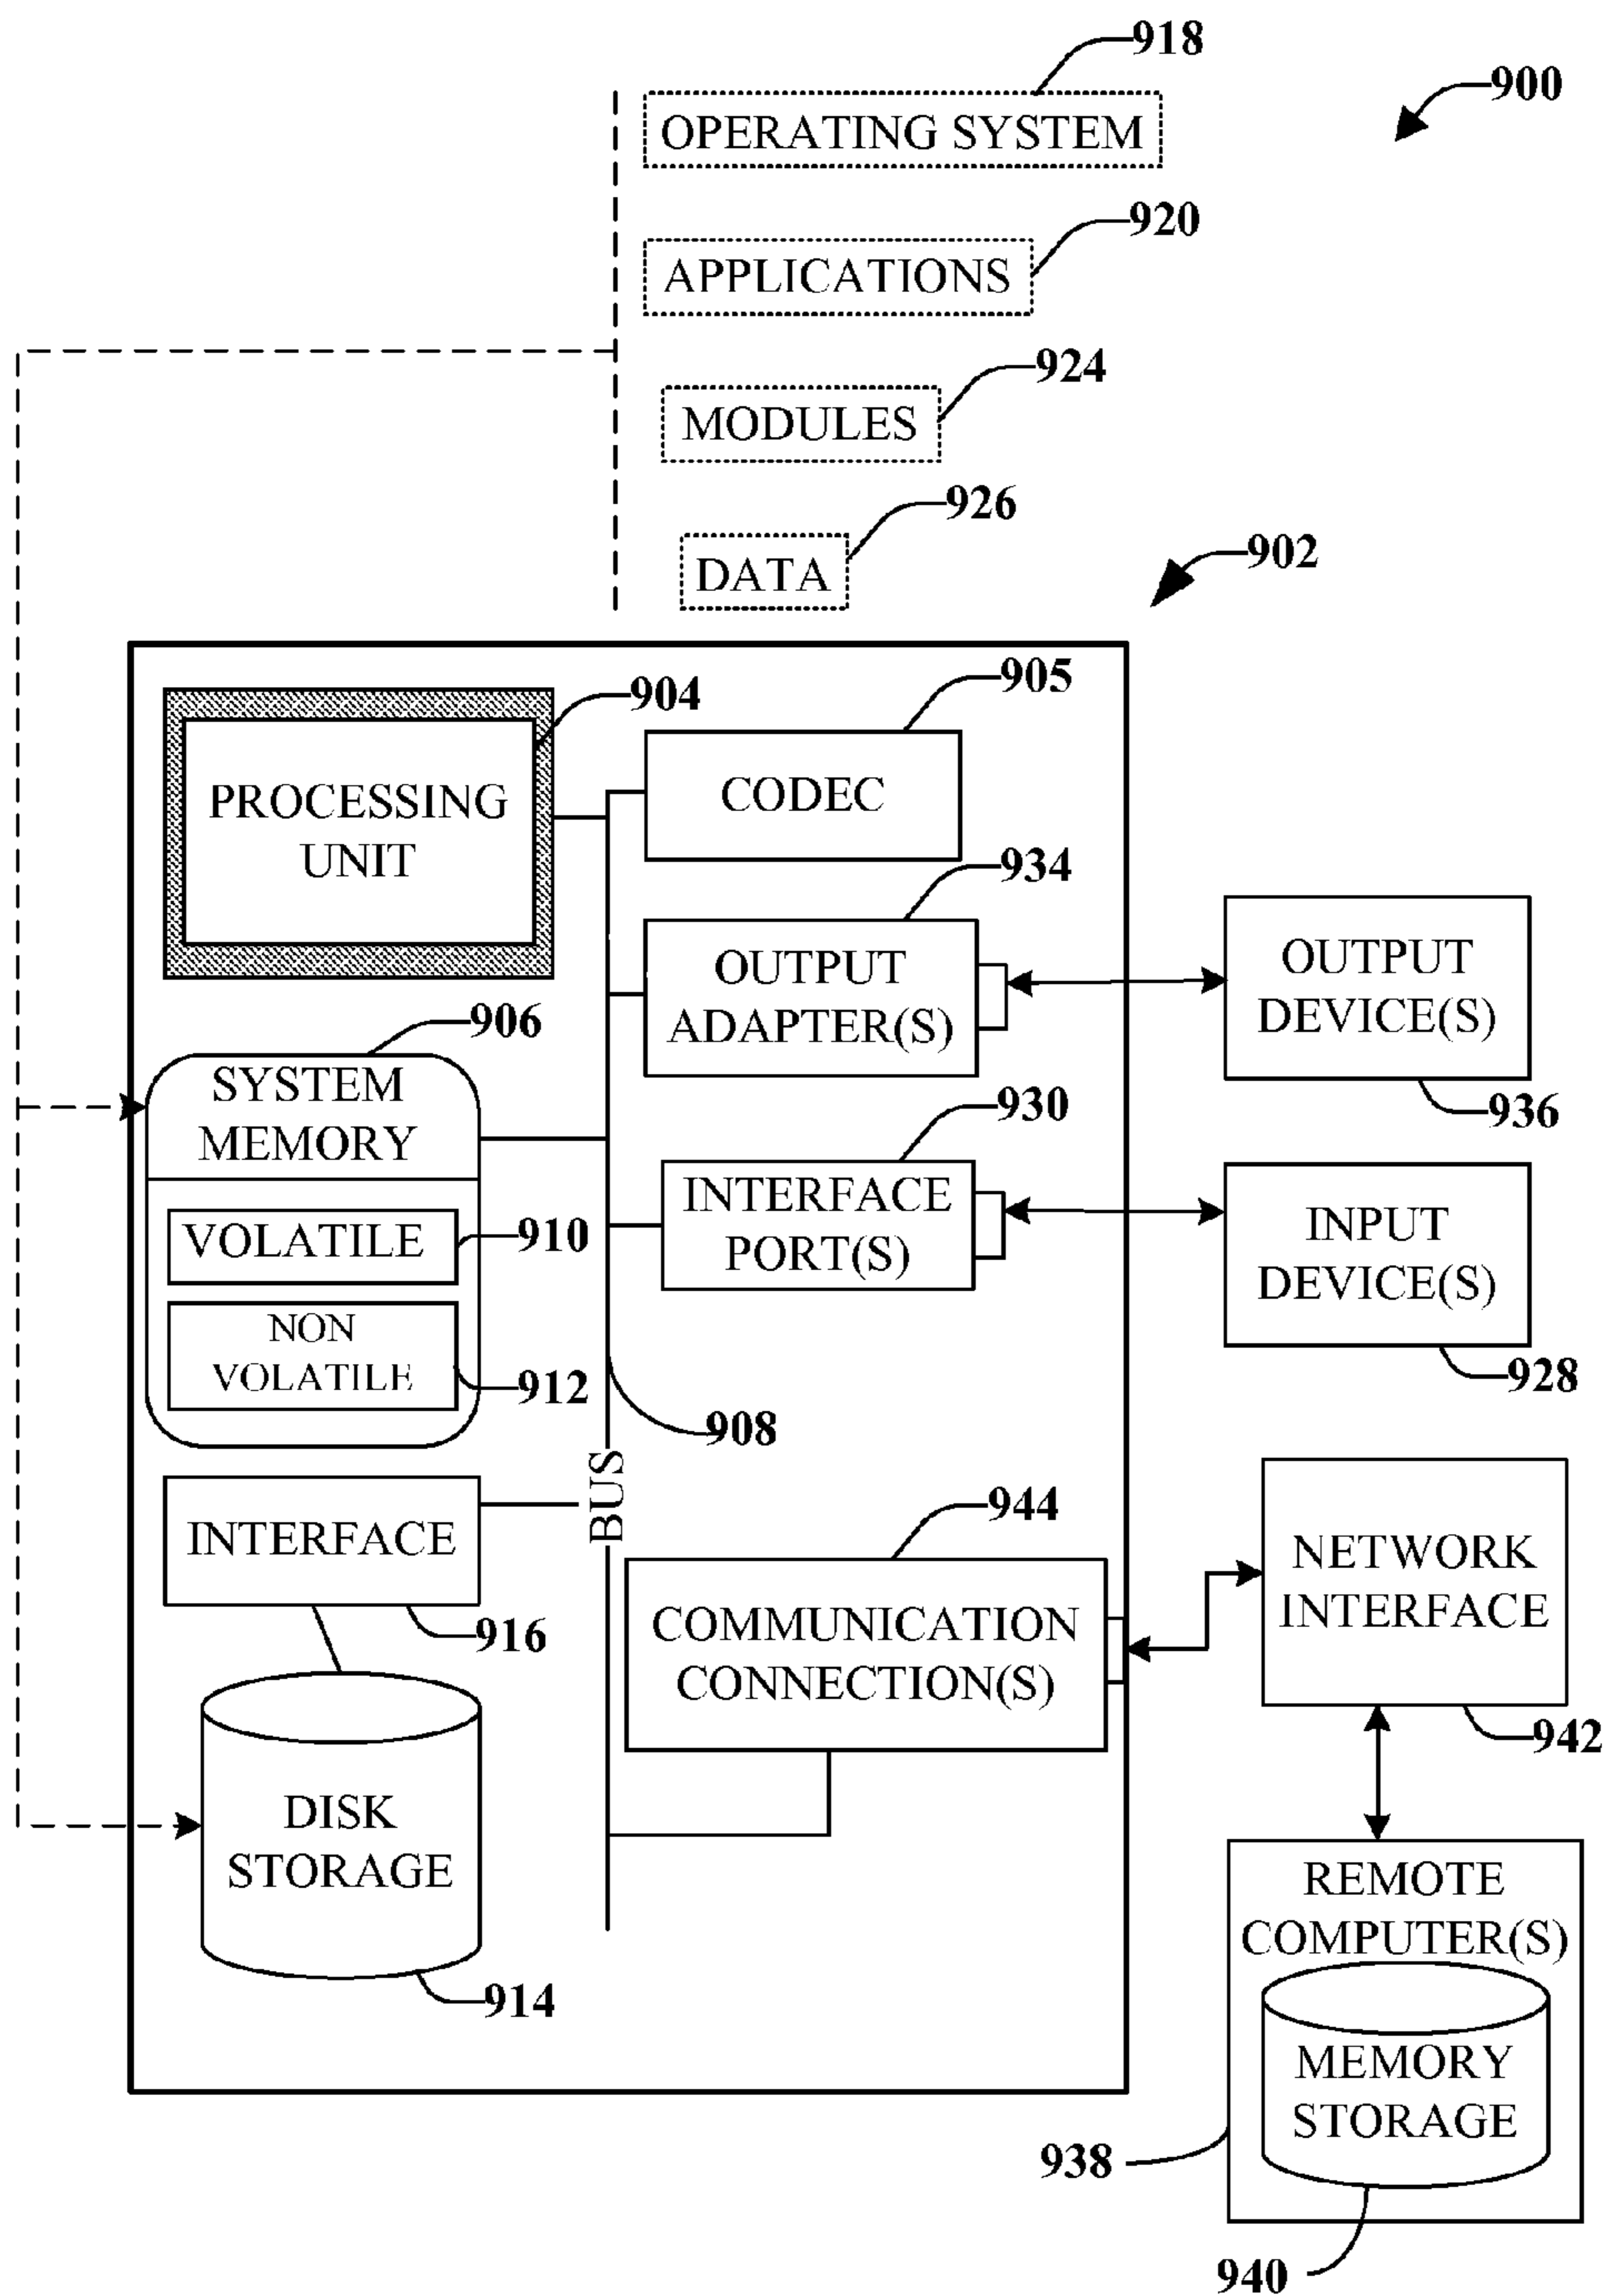 918
900
OPERATING SYSTEM
920
APPLICATIONS
924
MODULES
926
DATA
902
904
PROCESSING
UNIT
905
CODEC
934
OUTPUT
ADAPTER(S)
OUTPUT
DEVICE(S)
936
906
SYSTEM
MEMORY
VOLATILE
910
NON
VOLATILE
912
930
INTERFACE
PORT(S)
INPUT
DEVICE(S)
928
908
BUS
INTERFACE
916
944
COMMUNICATION
CONNECTION(S)
NETWORK
INTERFACE
942
DISK
STORAGE
914
REMOTE
COMPUTER(S)
MEMORY
STORAGE
938
940